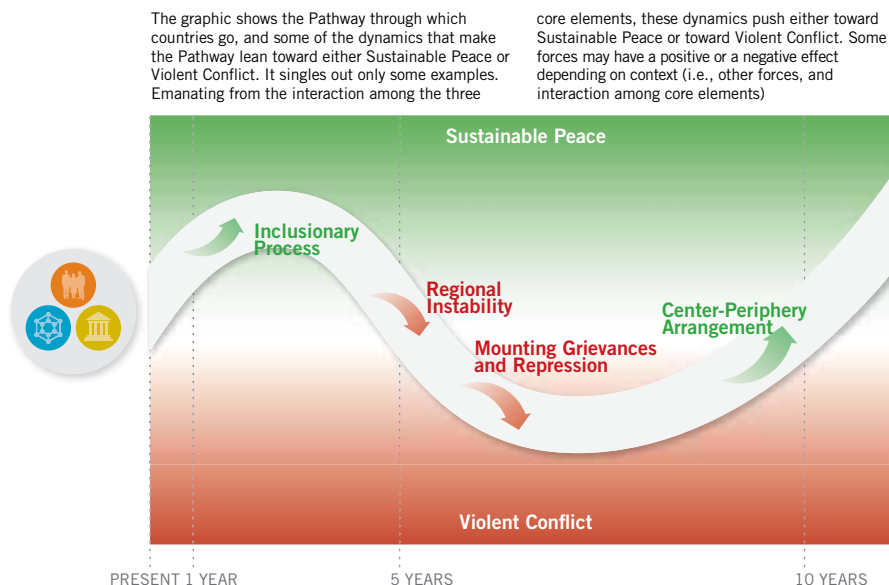 The graphic shows the Pathway through which
countries go, and some of the dynamics that make
the Pathway lean toward either Sustainable Peace or
Violent Conflict. It singles out only some examples.
Emanating from the interaction among the three
core elements, these dynamics push either toward
Sustainable Peace or toward Violent Conflict. Some
forces may have a positive or a negative effect
depending on context (i.e., other forces, and
interaction among core elements)
Sustainable Peace
Inclusionary
Process
Regional
Instability
Center-Periphery
Arrangement
Mounting Grievances
and Repression
Violent Conflict
PRESENT 1 YEAR
5 YEARS
10 YEARS